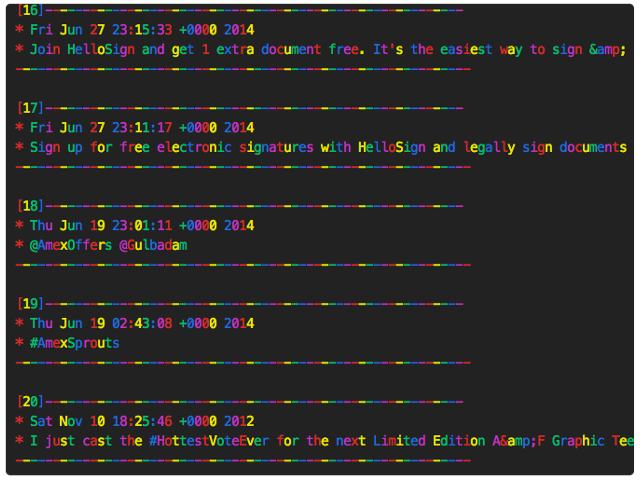 [16]
* Fri Jun 27 23:15:33 +0000 2014
* Join HelloSign and get 1 extra document free. It's the easiest way to sign &amp;
[17]
* Fri Jun 27 23:11:17 +0000 2014
* Sign up for free electronic signatures with HelloSign and legally sign documents
[18]
* Thu Jun 19 23:01:11 +0000 2014
* @AmexOffers @Gulbadam
[19]
* Thu Jun 19 02:43:08 +0000 2014
* #AmexSprouts
[20]
* Sat Nov 10 18:25:46 +0000 2012
* I just cast the #HottestVoteEver for the next Limited Edition A&amp;F Graphic Tee